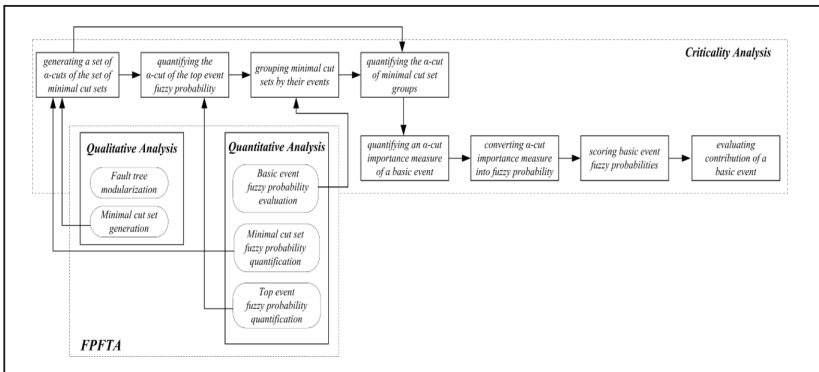 Criticality Analysis
generating a set of
α-cuts of the set of
minimal cut sets
quantifying the
α-cut of the top event
fuzzy probability
grouping minimal cut
sets by their events
quantifying the α-cut
of minimal cut set
groups
quantifying an α-cut
importance measure
of a basic event
converting α-cut
importance measure
into fuzzy probability
scoring basic event
fuzzy probabilities
evaluating
contribution of a
basic event
Qualitative Analysis
Fault tree
modularization
Minimal cut set
generation
Quantitative Analysis
Basic event
fuzzy probability
evaluation
Minimal cut set
fuzzy probability
quantification
Top event
fuzzy probability
quantification
FPFTA